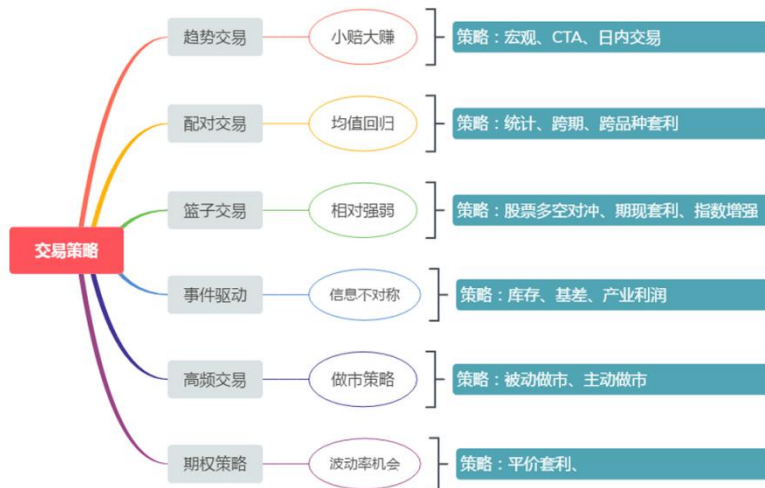 交易策略
趋势交易
小赔大赚
策略：宏观、CTA、日内交易
配对交易
均值回归
策略：统计、跨期、跨品种套利
篮子交易
相对强弱
策略：股票多空对冲、期现套利、指数增强
事件驱动
信息不对称
策略：库存、基差、产业利润
高频交易
做市策略
策略：被动做市、主动做市
期权策略
波动率机会
策略：平价套利、